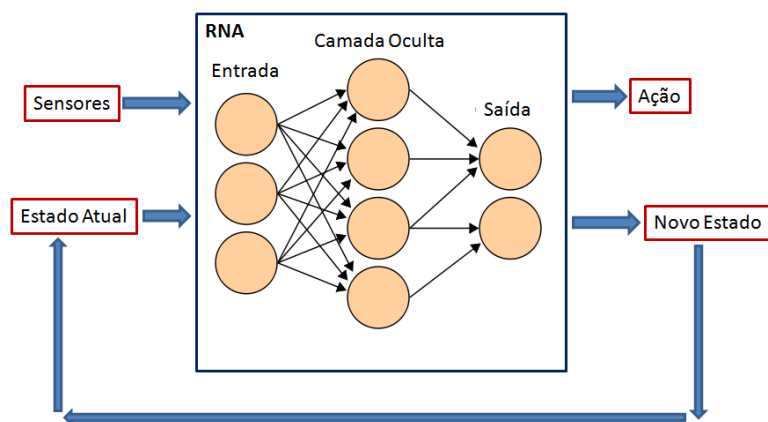 RNA
Camada Oculta
Entrada
Sensores
Saída
Ação
Estado Atual
Novo Estado